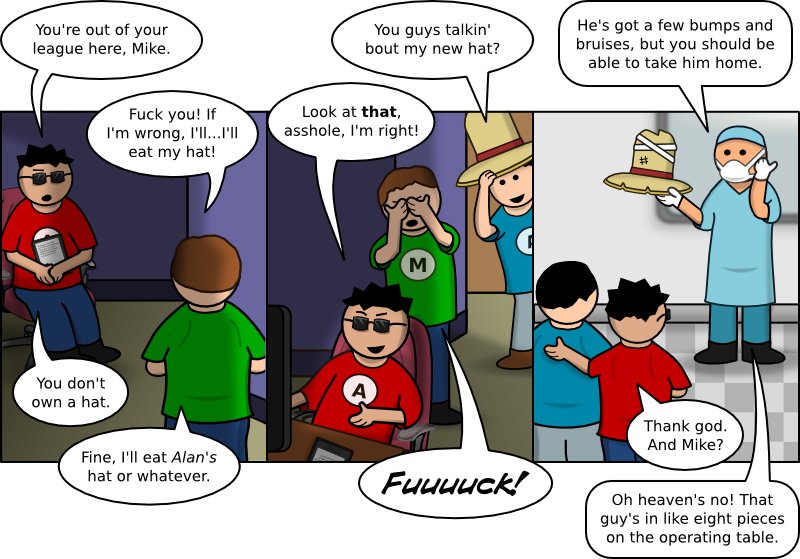 You're out of your
league here, Mike.
Fuck you! If
I'm wrong, I'll...I'll
eat my hat!
You don't
own a hat.
Fine, I'll eat Alan's
hat or whatever.
Look at that,
asshole, I'm right!
You guys talkin'
bout my new hat?
M
A
Fuuuuck!
He's got a few bumps and
bruises, but you should be
able to take him home.
#
Thank god.
And Mike?
Oh heaven's no! That
guy's in like eight pieces
on the operating table.